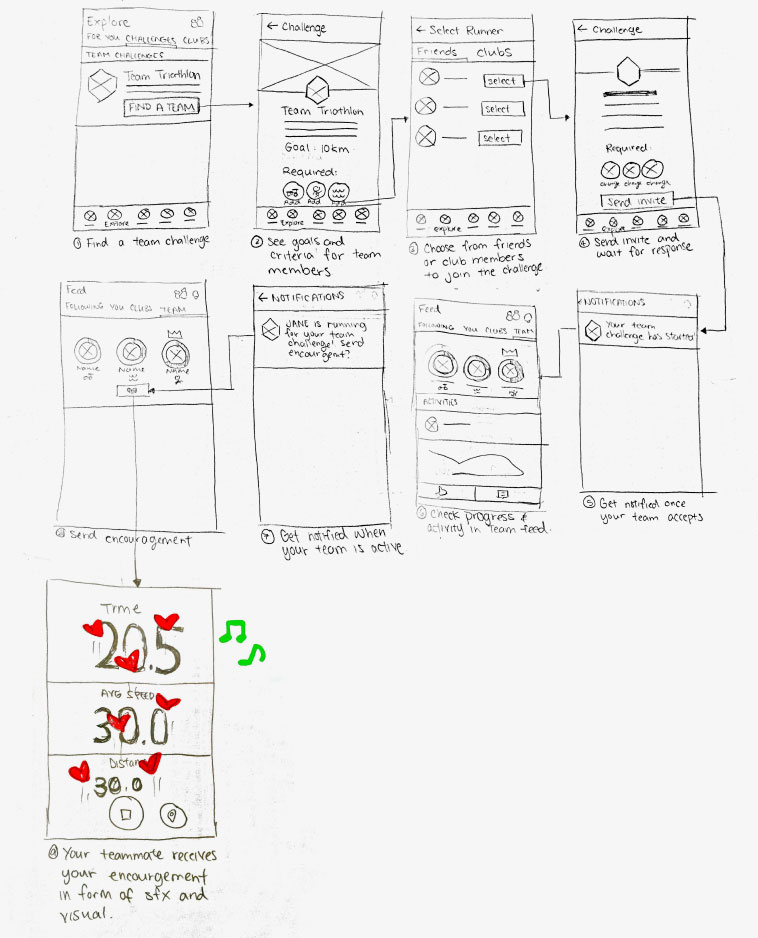 Explore
FOR YOU CHALLENGES CLUBS
TEAM CHALLENGES
Team Triathlon
FIND A TEAM
Explore
① Find a team challenge
← Challenge
Team Triathlon
Goal: 10km
Required:
Add Add Add
Explore
② See goals and
criteria for team
members
← Select Runner
Friends Clubs
select
select
select
explore
③ Choose from friends
or club members
to join the challenge
← Challenge
Required:
change change change
Send invite
Explore
④ Send invite and
wait for response
NOTIFICATIONS
Your team
challenge has started
⑤ Get notified once
your team accepts
Feed
FOLLOWING YOU CLUBS TEAM
ACTIVITIES
⑥ Check progress &
activity in Team feed.
← NOTIFICATIONS
JANE is running
for your team
challenge! Send
encouragemt?
⑦ Get notified when
your team is active
Feed
FOLLOWING YOU CLUBS TEAM
Name Name Name
⑧ Send encouragement
Time
20.5
AVG SPEED
30.0
Distan
30.0
⑨ Your teammate receives
your encourgement
in form of sfx and
visual.